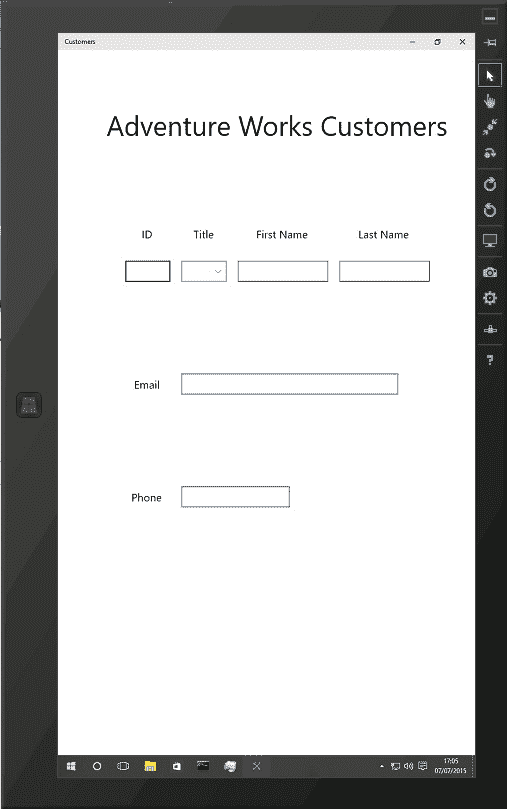 Customers
Adventure Works Customers
ID Title First Name Last Name
Email
Phone
17:05
07/07/2015